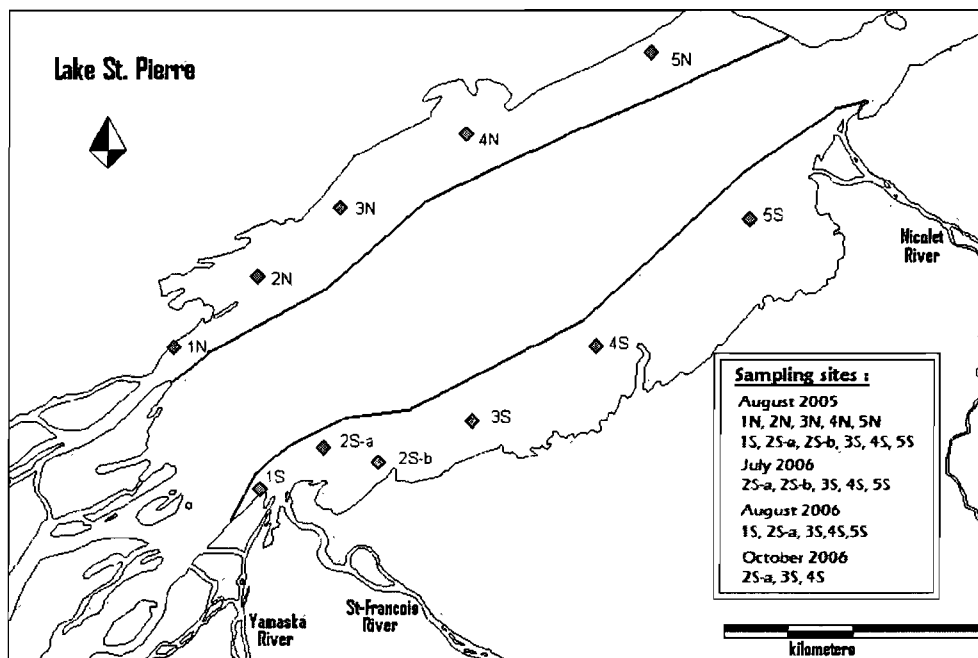 Lake St. Pierre
5N
4N
3N
5S
Nicolet
River
2N
1N
4S
3S
2S-a
2S-b
1S
Sampling sites :
August 2005
1N, 2N, 3N, 4N, 5N
1S, 2S-a, 2S-b, 3S, 4S, 5S
July 2006
2S-a, 2S-b, 3S, 4S, 5S
August 2006
1S, 2S-a, 3S,4S,5S
October 2006
2S-a, 3S, 4S
Yamaska
River
St-Francois
River
kilometers